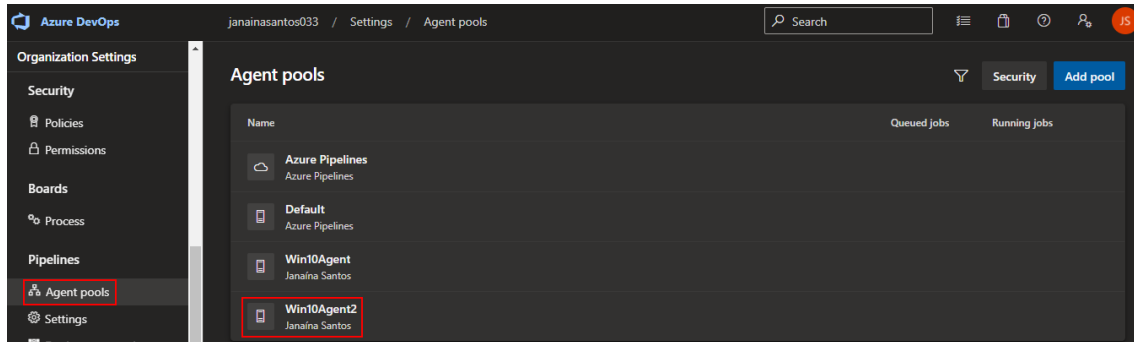 Azure DevOps
janainasantos033 / Settings / Agent pools
Search
JS
Organization Settings
Security
Policies
Permissions
Boards
Process
Pipelines
Agent pools
Settings
Agent pools
Security
Add pool
Name
Queued jobs
Running jobs
Azure Pipelines
Azure Pipelines
Default
Azure Pipelines
Win10Agent
Janaína Santos
Win10Agent2
Janaína Santos